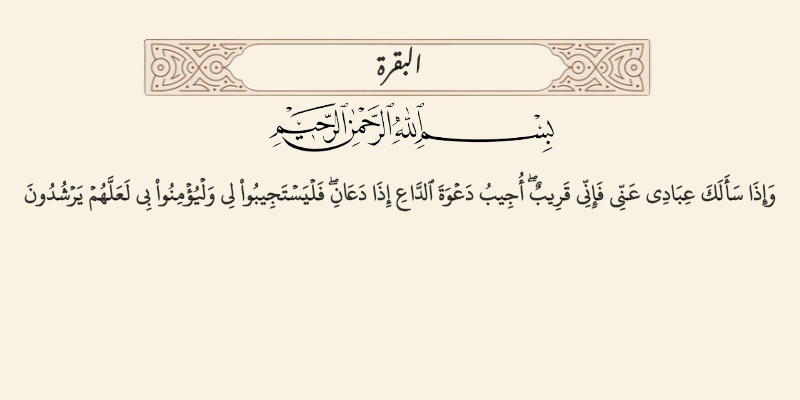 البقرة
بِسْمِ ٱللَّهِ ٱلرَّحْمَٰنِ ٱلرَّحِيمِ
وَإِذَا سَأَلَكَ عِبَادِى عَنِّى فَإِنِّى قَرِيبٌ ۖ أُجِيبُ دَعْوَةَ ٱلدَّاعِ إِذَا دَعَانِ ۖ فَلْيَسْتَجِيبُوا۟ لِى وَلْيُؤْمِنُوا۟ بِى لَعَلَّهُمْ يَرْشُدُونَ